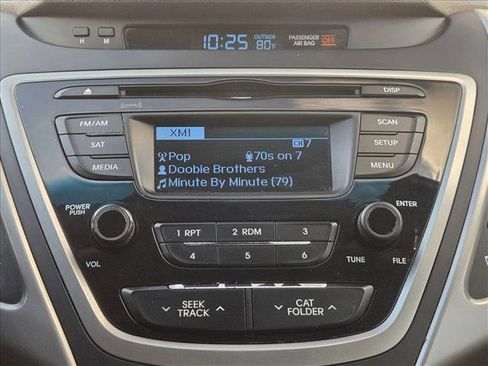 H M
10:25 OUTSIDE 80°F
PASSENGER AIR BAG OFF
DISP
FM/AM
SAT
MEDIA
XM1
CH 7
Pop 70s on 7
Doobie Brothers
Minute By Minute (79)
SCAN
SETUP
MENU
POWER
PUSH
VOL
1 RPT 2 RDM 3
4 5 6
ENTER
TUNE FILE
SEEK
TRACK
CAT
FOLDER